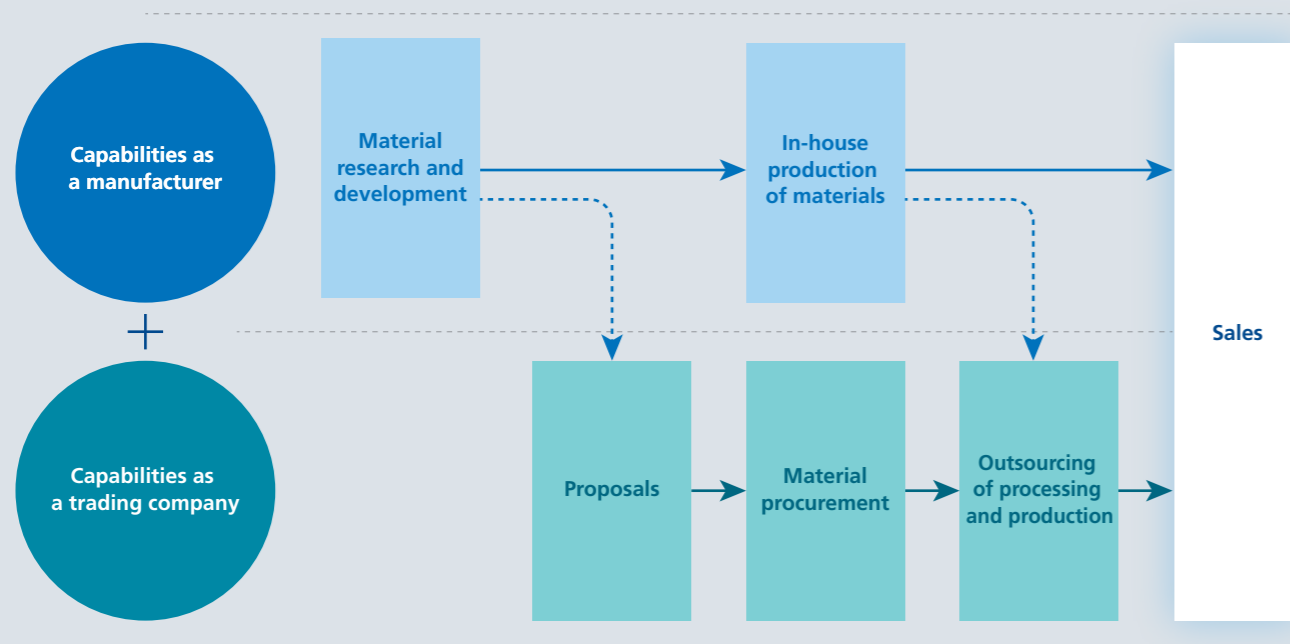 Capabilities as
a manufacturer
Material
research and
development
In-house
production
of materials
Sales
Capabilities as
a trading company
Proposals
Material
procurement
Outsourcing
of processing
and production